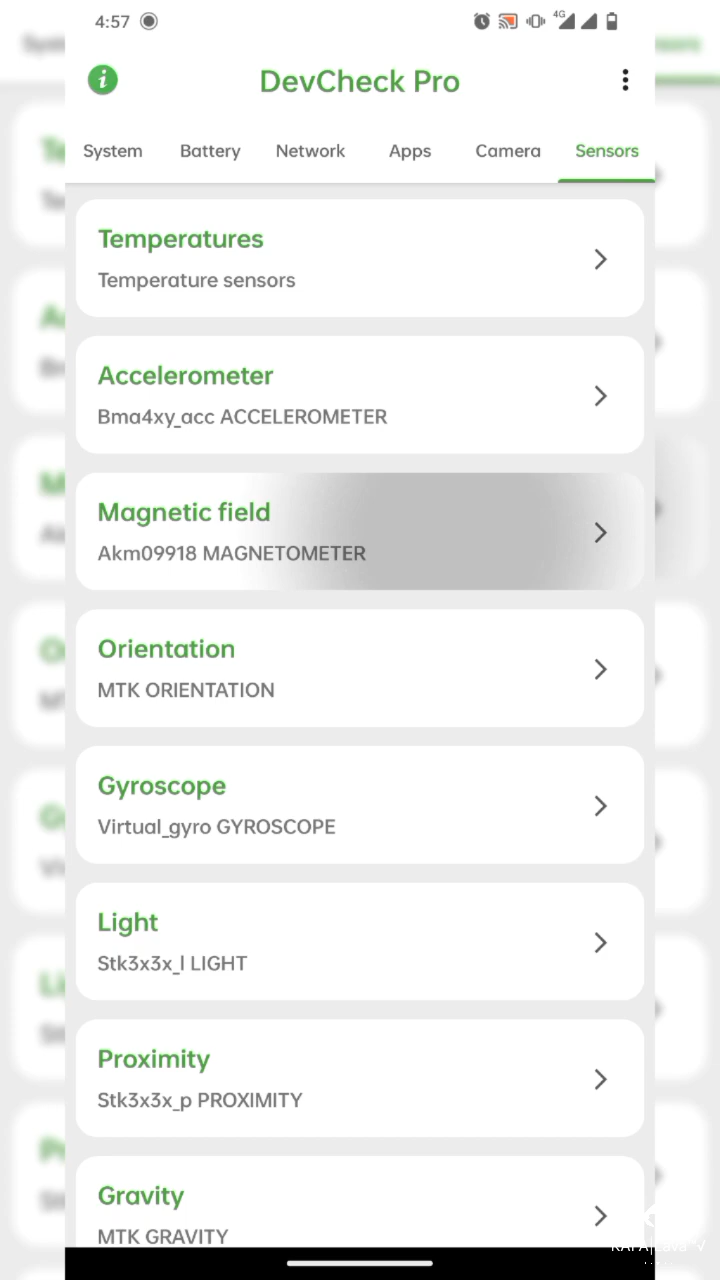 4:57
4G
i
DevCheck Pro
System Battery Network Apps Camera Sensors
Temperatures
Temperature sensors
Accelerometer
Bma4xy_acc ACCELEROMETER
Magnetic field
Akm09918 MAGNETOMETER
Orientation
MTK ORIENTATION
Gyroscope
Virtual_gyro GYROSCOPE
Light
Stk3x3x_l LIGHT
Proximity
Stk3x3x_p PROXIMITY
Gravity
MTK GRAVITY